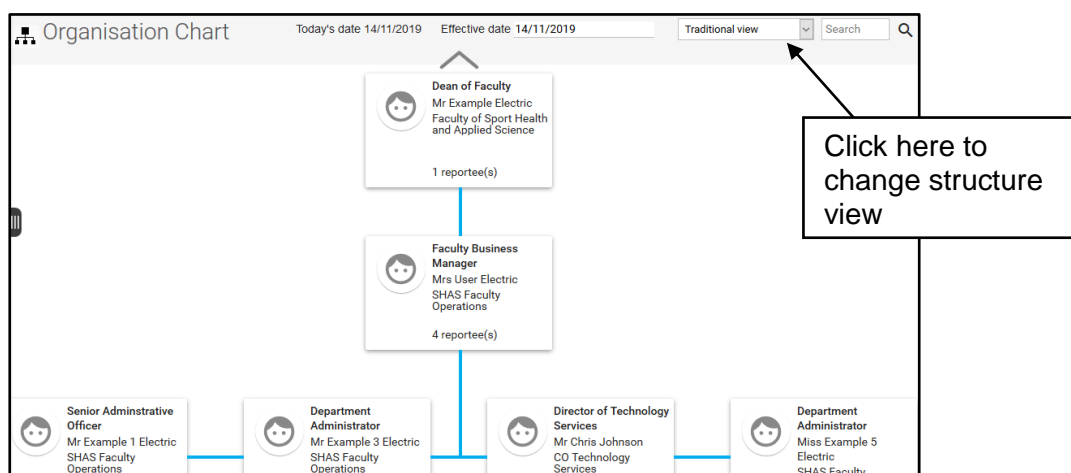 Organisation Chart
Today's date 14/11/2019
Effective date 14/11/2019
Traditional view
Search
Dean of Faculty
Mr Example Electric
Faculty of Sport Health
and Applied Science
1 reportee(s)
Click here to
change structure
view
Faculty Business
Manager
Mrs User Electric
SHAS Faculty
Operations
4 reportee(s)
Senior Adminstrative
Officer
Mr Example 1 Electric
SHAS Faculty
Operations
Department
Administrator
Mr Example 3 Electric
SHAS Faculty
Operations
Director of Technology
Services
Mr Chris Johnson
CO Technology
Services
Department
Administrator
Miss Example 5
Electric
SHAS Faculty